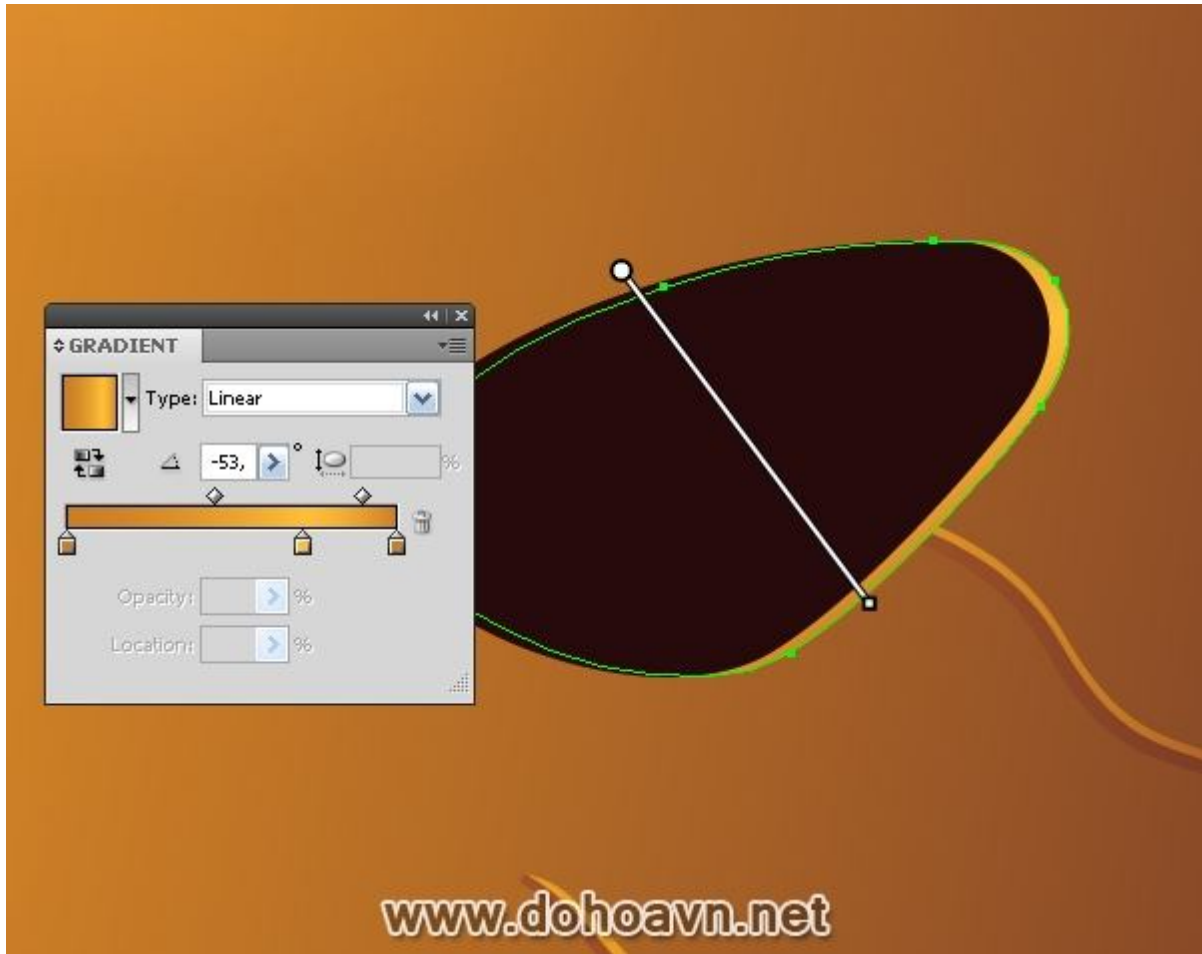 GRADIENT
Type: Linear
-53, ° %
Opacity: %
Location: %
www.dohoavn.net